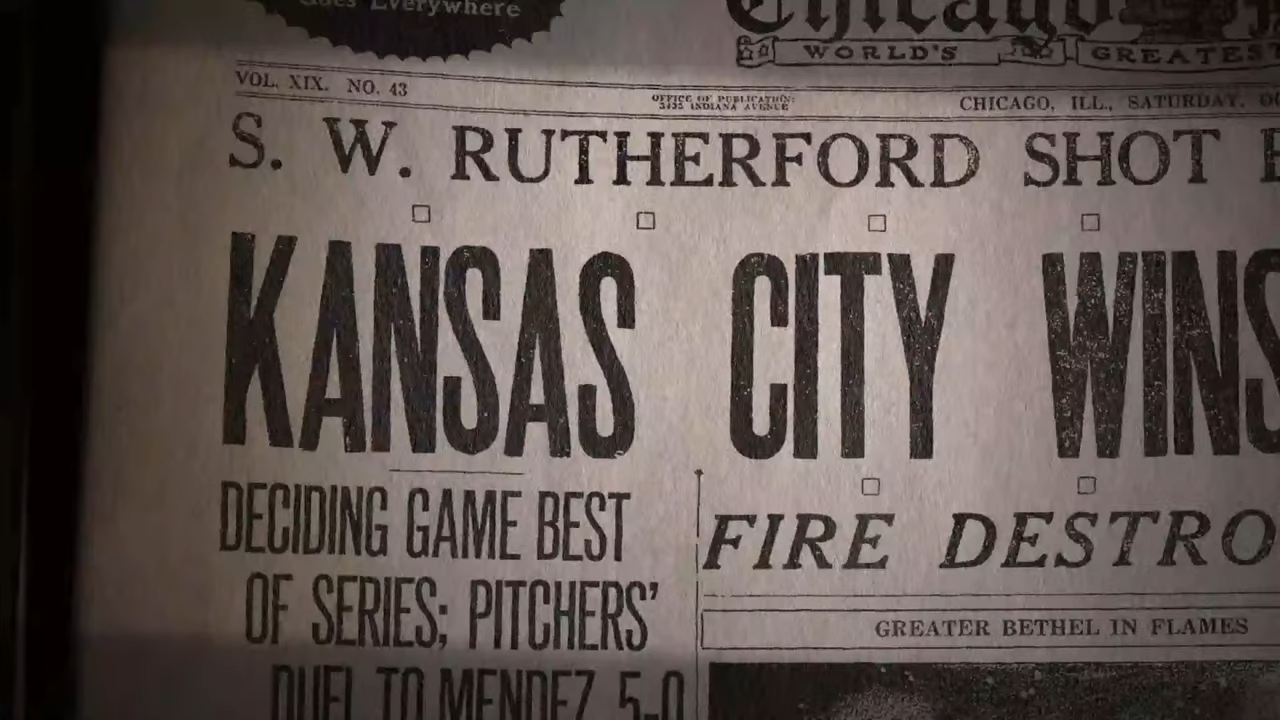 Goes Everywhere
Chicago
WORLD'S GREATEST
VOL. XIX. NO. 43
OFFICE OF PUBLICATION:
3435 INDIANA AVENUE
CHICAGO, ILL., SATURDAY, OC
S. W. RUTHERFORD SHOT
KANSAS CITY WINS
DECIDING GAME BEST
OF SERIES; PITCHERS'
DUEL TO MENDEZ, 5-0
FIRE DESTRO
GREATER BETHEL IN FLAMES